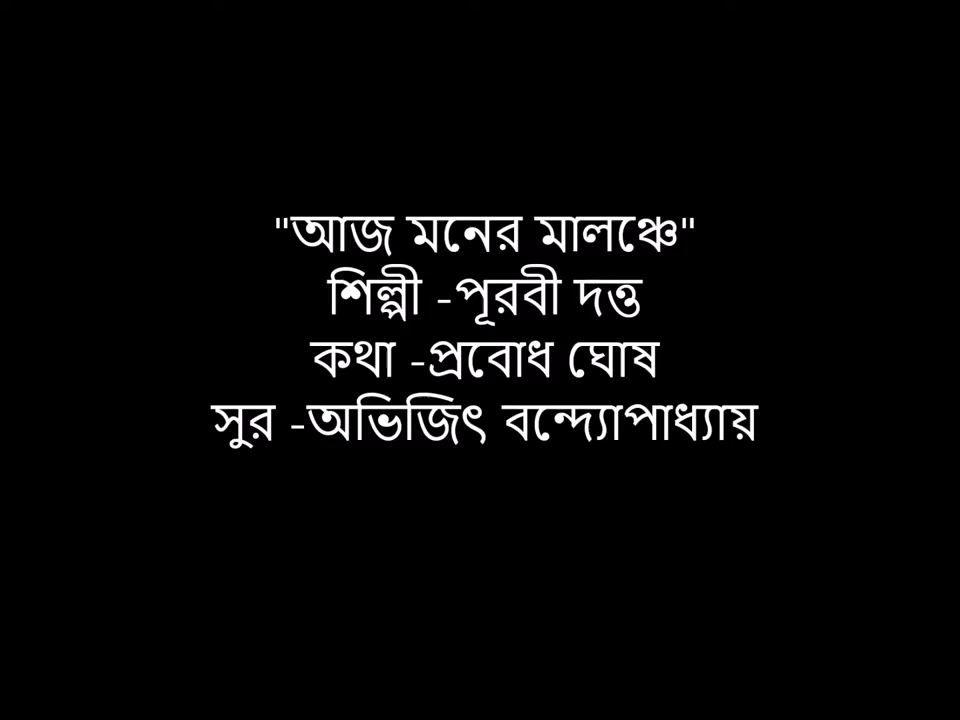 "আজ মনের মালঞ্চে"
শিল্পী -পূরবী দত্ত
কথা -প্রবোধ ঘোষ
সুর -অভিজিৎ বন্দ্যোপাধ্যায়